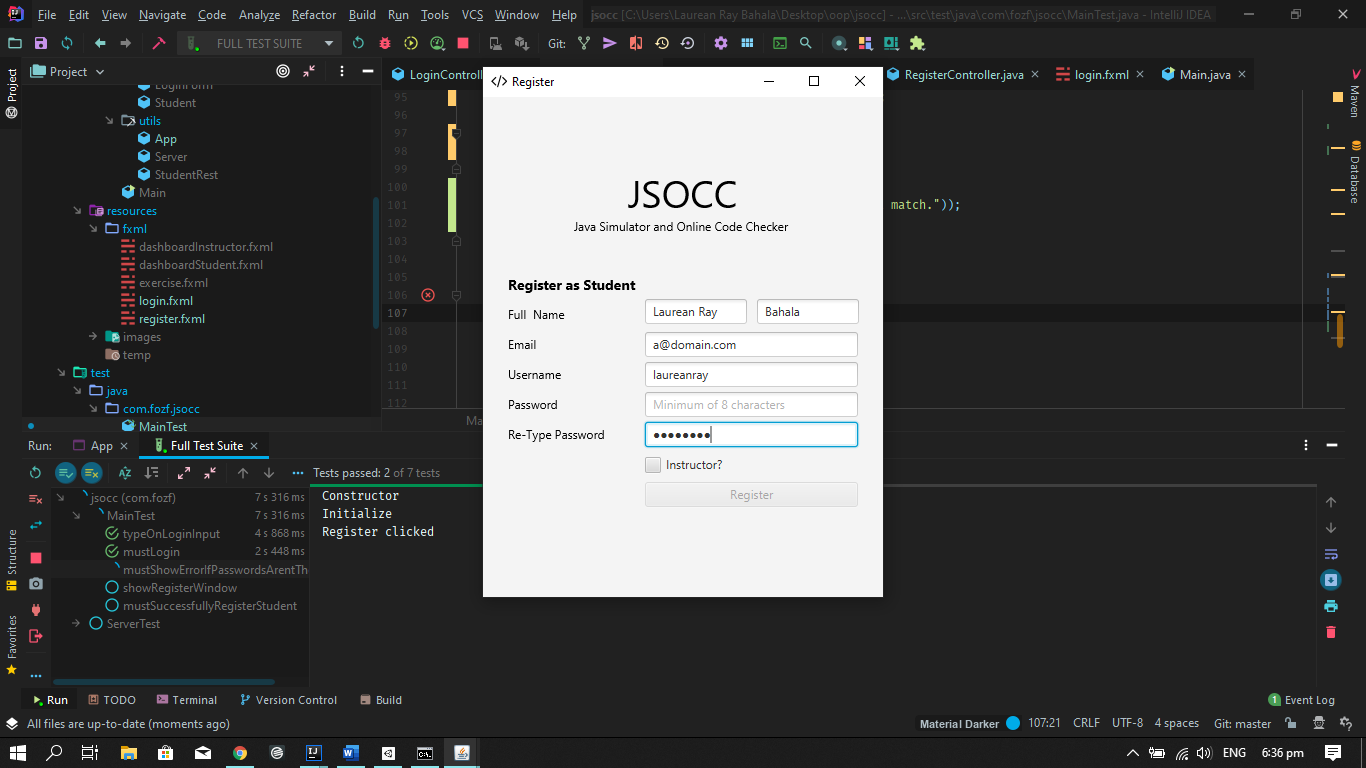 File Edit View Navigate Code Analyze Refactor Build Run Tools VCS Window Help jsocc [C:\Users\Laurean Ray Bahala\Desktop\oop\jsocc] - ...\src\test\java\com\fozf\jsocc\MainTest.java - IntelliJ IDEA
FULL TEST SUITE Git:
Project
Project
LoginControll
RegisterController.java
login.fxml
Main.java
Maven
Database
LoginForm
Student
utils
App
Server
StudentRest
Main
resources
fxml
dashboardInstructor.fxml
dashboardStudent.fxml
exercise.fxml
login.fxml
register.fxml
images
temp
test
java
com.fozf.jsocc
MainTest
95
96
97
98
99
100
101 match."));
102
103
104
105
106
107
108
109
110
111
112
Ma
Register
JSOCC
Java Simulator and Online Code Checker
Register as Student
Full Name Laurean Ray Bahala
Email a@domain.com
Username laureanray
Password Minimum of 8 characters
Re-Type Password ●●●●●●●●
Instructor?
Register
Run: App Full Test Suite
Tests passed: 2 of 7 tests
jsocc (com.fozf) 7 s 316 ms
MainTest 7 s 316 ms
typeOnLoginInput 4 s 868 ms
mustLogin 2 s 448 ms
mustShowErrorIfPasswordsArentTh
showRegisterWindow
mustSuccessfullyRegisterStudent
ServerTest
Constructor
Initialize
Register clicked
Structure
Favorites
Run TODO Terminal Version Control Build 1 Event Log
All files are up-to-date (moments ago) Material Darker 107:21 CRLF UTF-8 4 spaces Git: master
ENG 6:36 pm